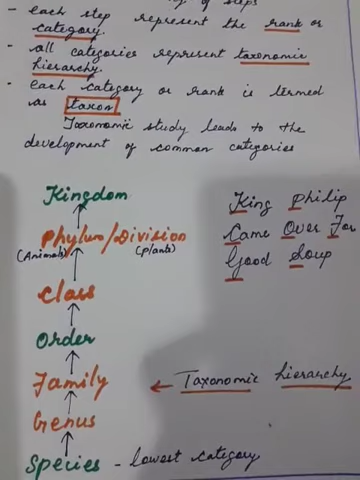 of steps
- each step represent the rank or
category.
- all categories represent taxonomic
hierarchy.
- each category or rank is termed
as taxon
Taxonomic study leads to the
development of common categories
Kingdom
Phylum/Division
(Animals) (Plants)
Class
Order
Family
Genus
Species - lowest category
King Philip
Came Over For
Good Soup
← Taxonomic hierarchy